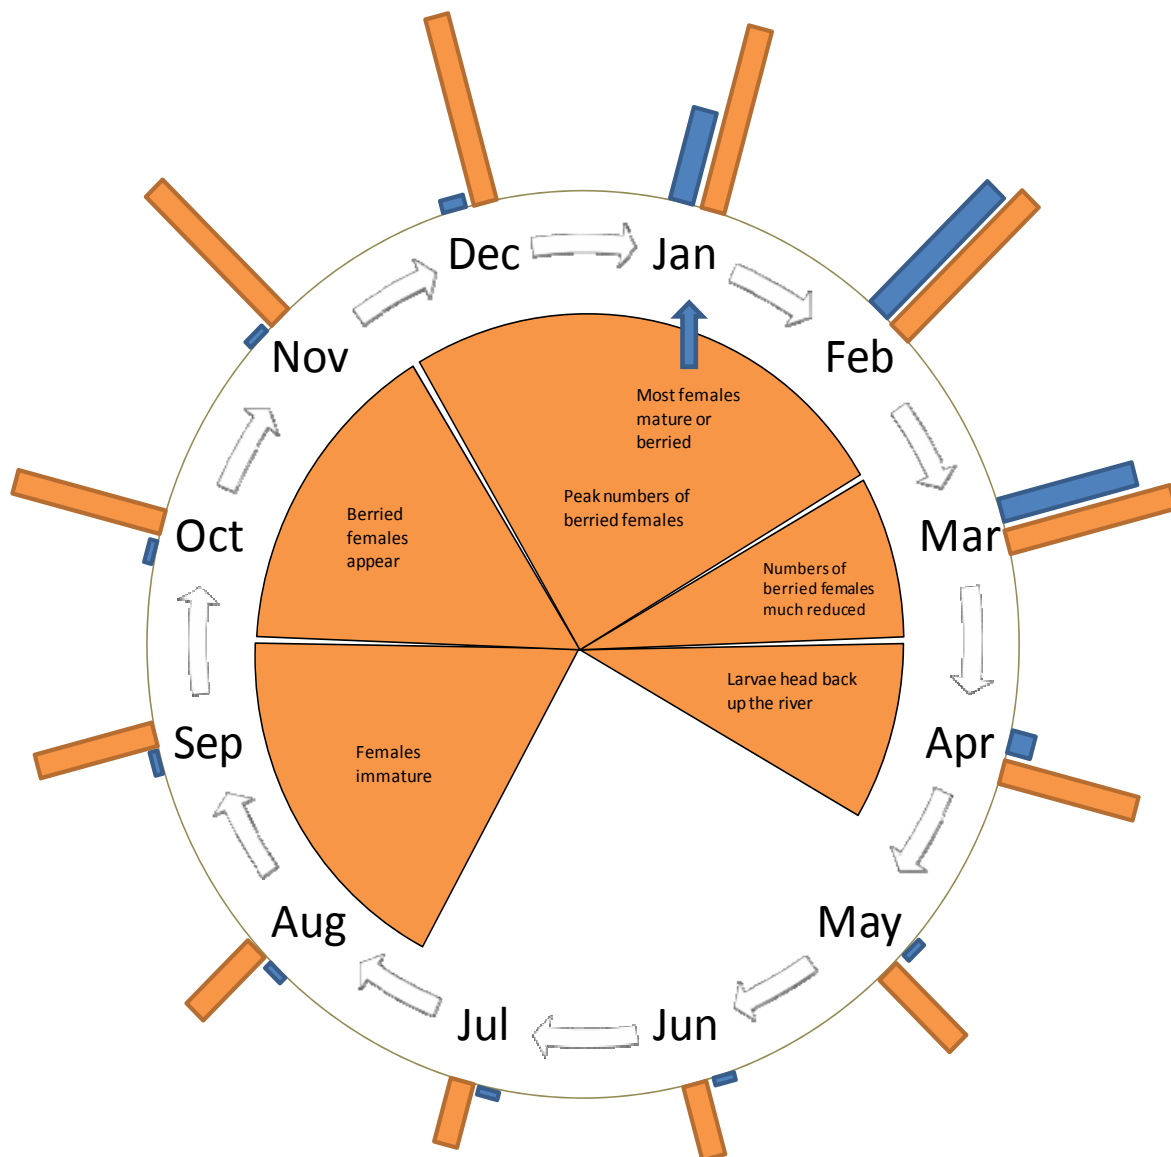 Dec
Jan
Nov
Feb
Most females
mature or
berried
Peak numbers of
berried females
Berried
females
appear
Oct
Mar
Numbers of
berried females
much reduced
Larvae head back
up the river
Sep
Apr
Females
immature
Aug
May
Jul
Jun